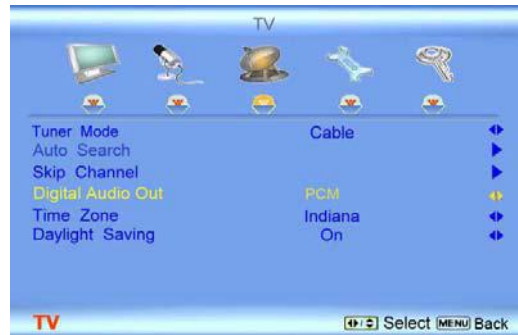 TV
Tuner Mode Cable
Auto Search
Skip Channel
Digital Audio Out PCM
Time Zone Indiana
Daylight Saving On
TV Select MENU Back